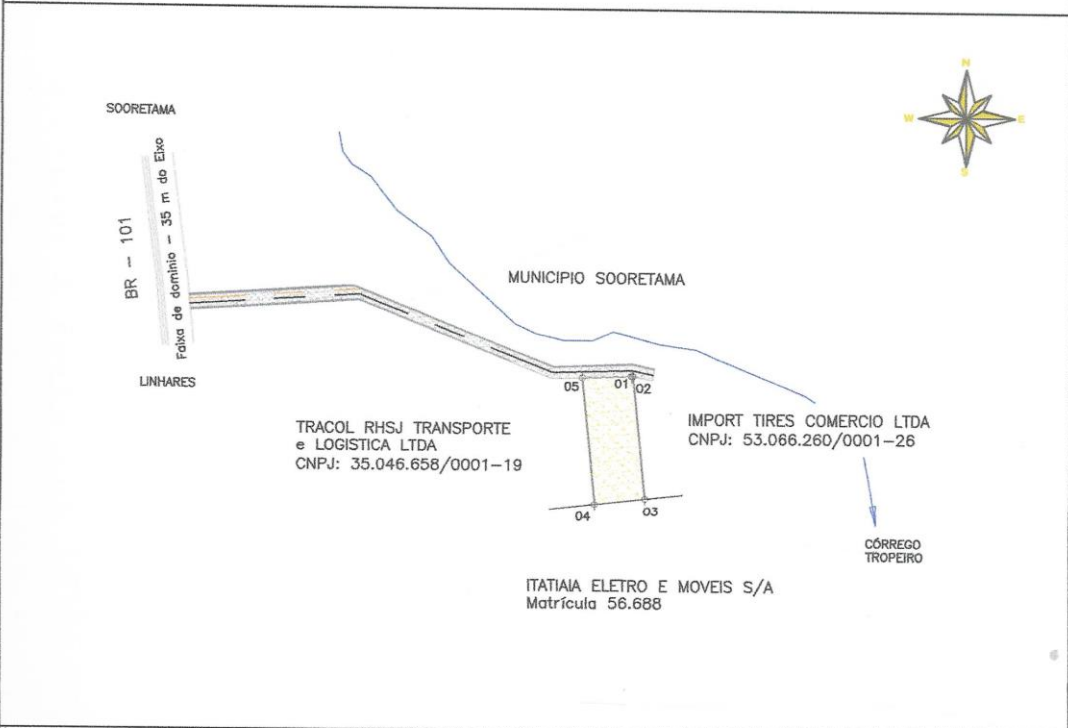 N
W
E
S
SOORETAMA
BR - 101
Faixa de domínio - 35 m do Eixo
LINHARES
MUNICIPIO SOORETAMA
05
01
02
TRACOL RHSJ TRANSPORTE
e LOGISTICA LTDA
CNPJ: 35.046.658/0001-19
IMPORT TIRES COMERCIO LTDA
CNPJ: 53.066.260/0001-26
04
03
CÓRREGO
TROPEIRO
ITATIAIA ELETRO E MOVEIS S/A
Matrícula 56.688